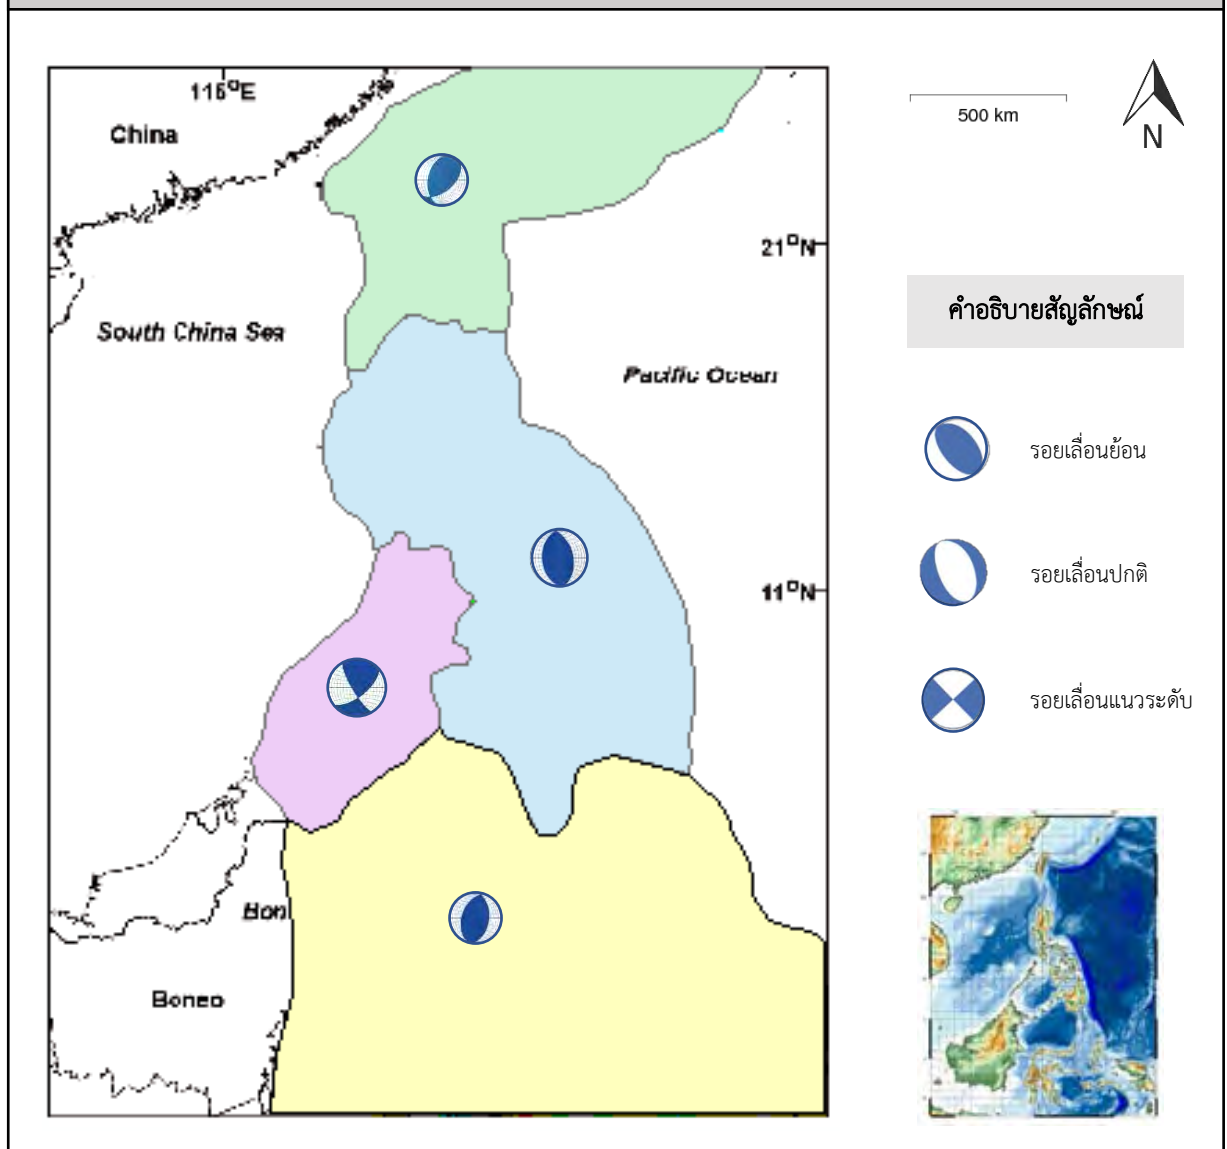 115°E
China
500 km
N
21°N
คำอธิบายสัญลักษณ์
South China Sea
Pacific Ocean
รอยเลื่อนย้อน
รอยเลื่อนปกติ
11°N
รอยเลื่อนแนวระดับ
Bon
Boneo